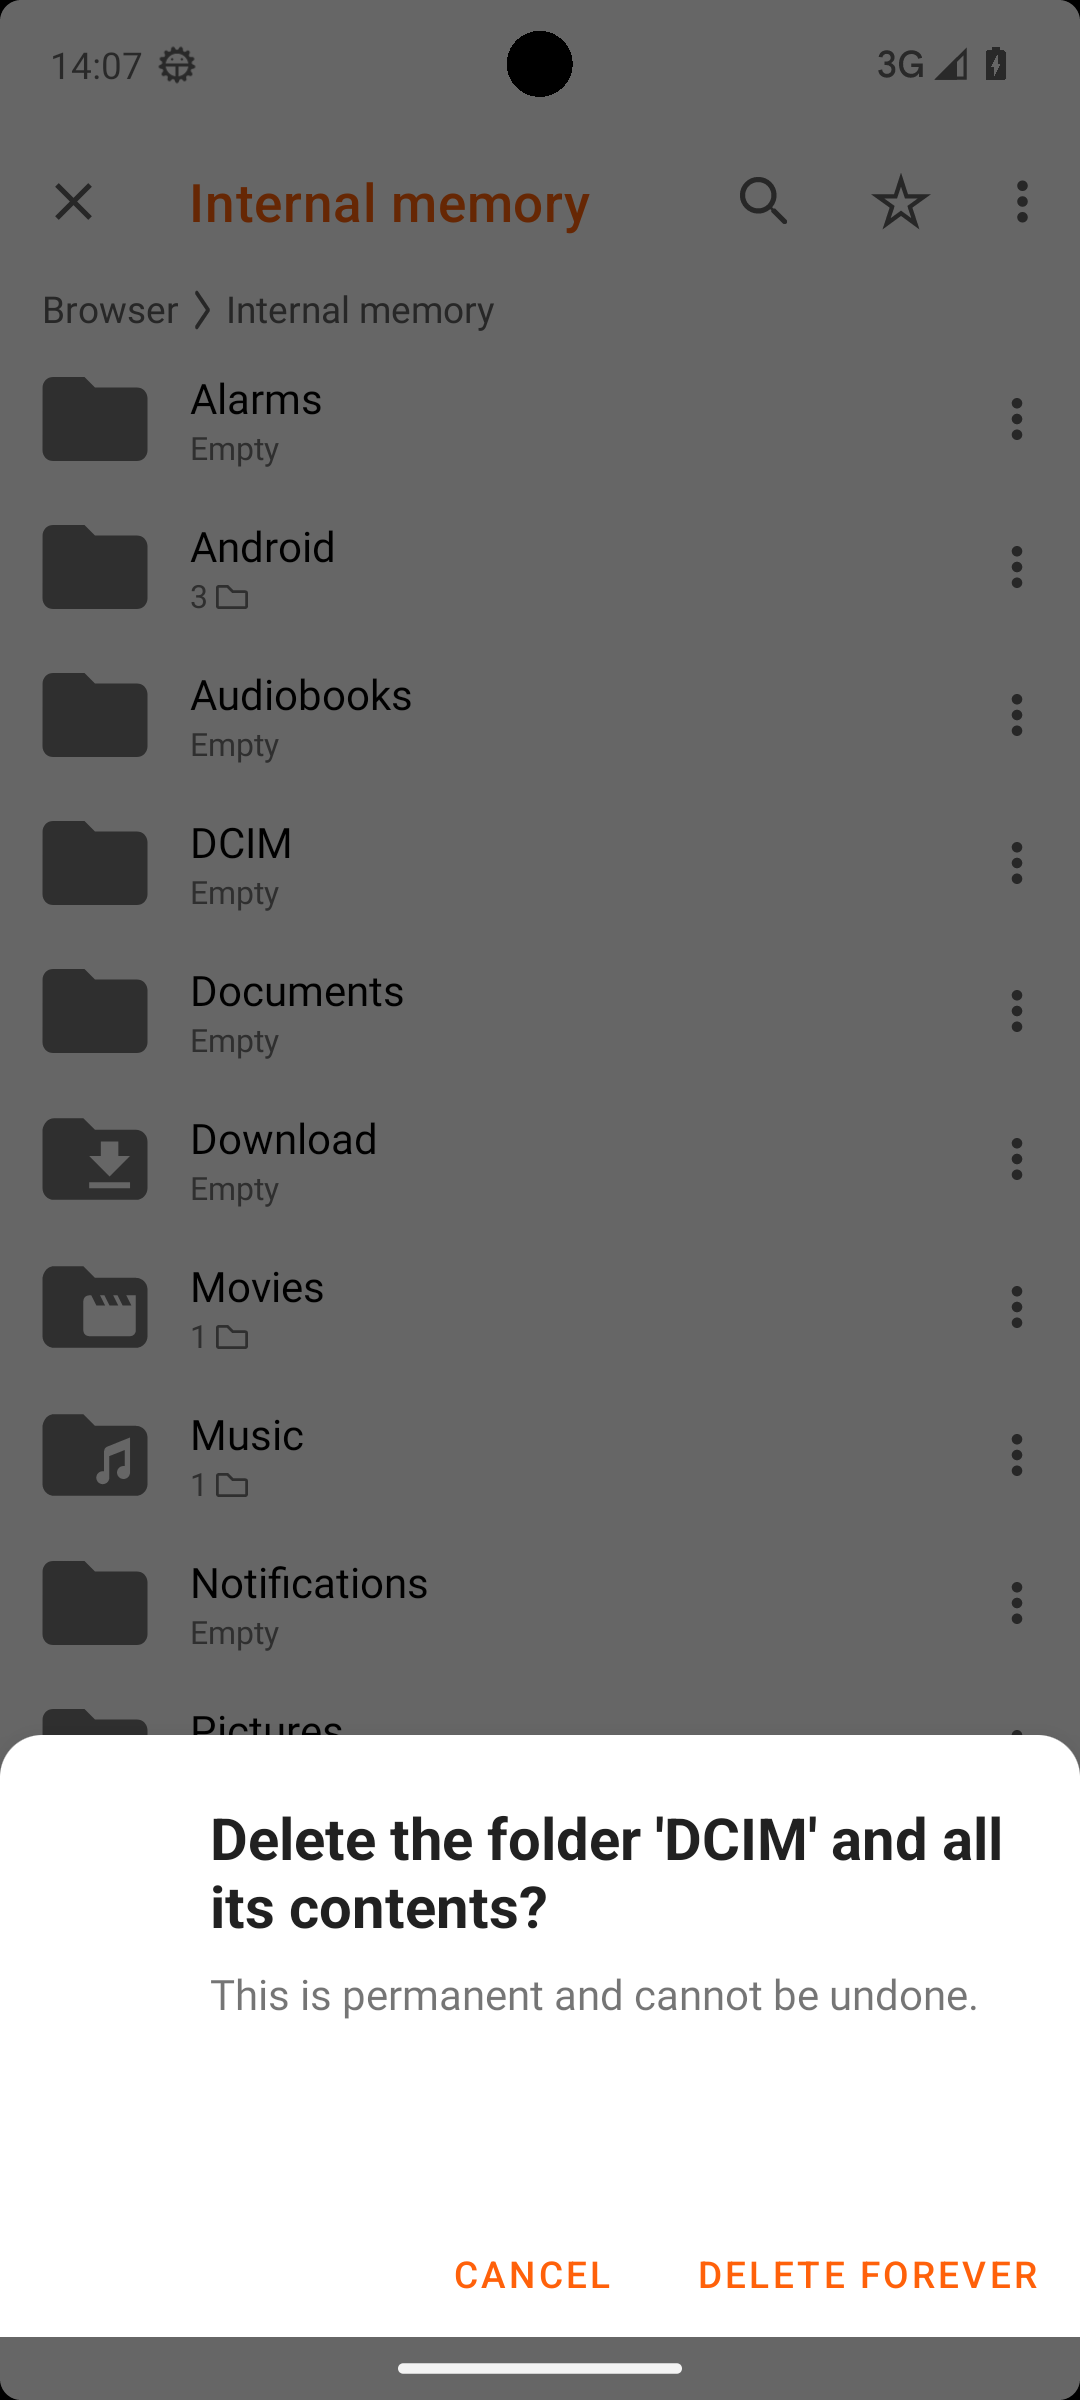 14:07
3G
Internal memory
Browser
Internal memory
Alarms
Empty
Android
3
Audiobooks
Empty
DCIM
Empty
Documents
Empty
Download
Empty
Movies
1
Music
1
Notifications
Empty
Pictures
Delete the folder 'DCIM' and all
its contents?
This is permanent and cannot be undone.
CANCEL
DELETE FOREVER